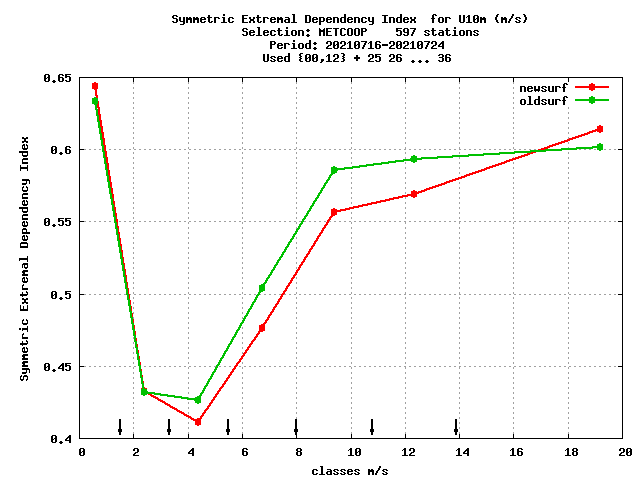 Symmetric Extremal Dependency Index  for U10m (m/s)
Selection: METCOOP    597 stations
Period: 20210716-20210724
Used {00,12} + 25 26 ... 36
newsurf
oldsurf
Symmetric Extremal Dependency Index
0.65
0.6
0.55
0.5
0.45
0.4
0 2 4 6 8 10 12 14 16 18 20
classes m/s